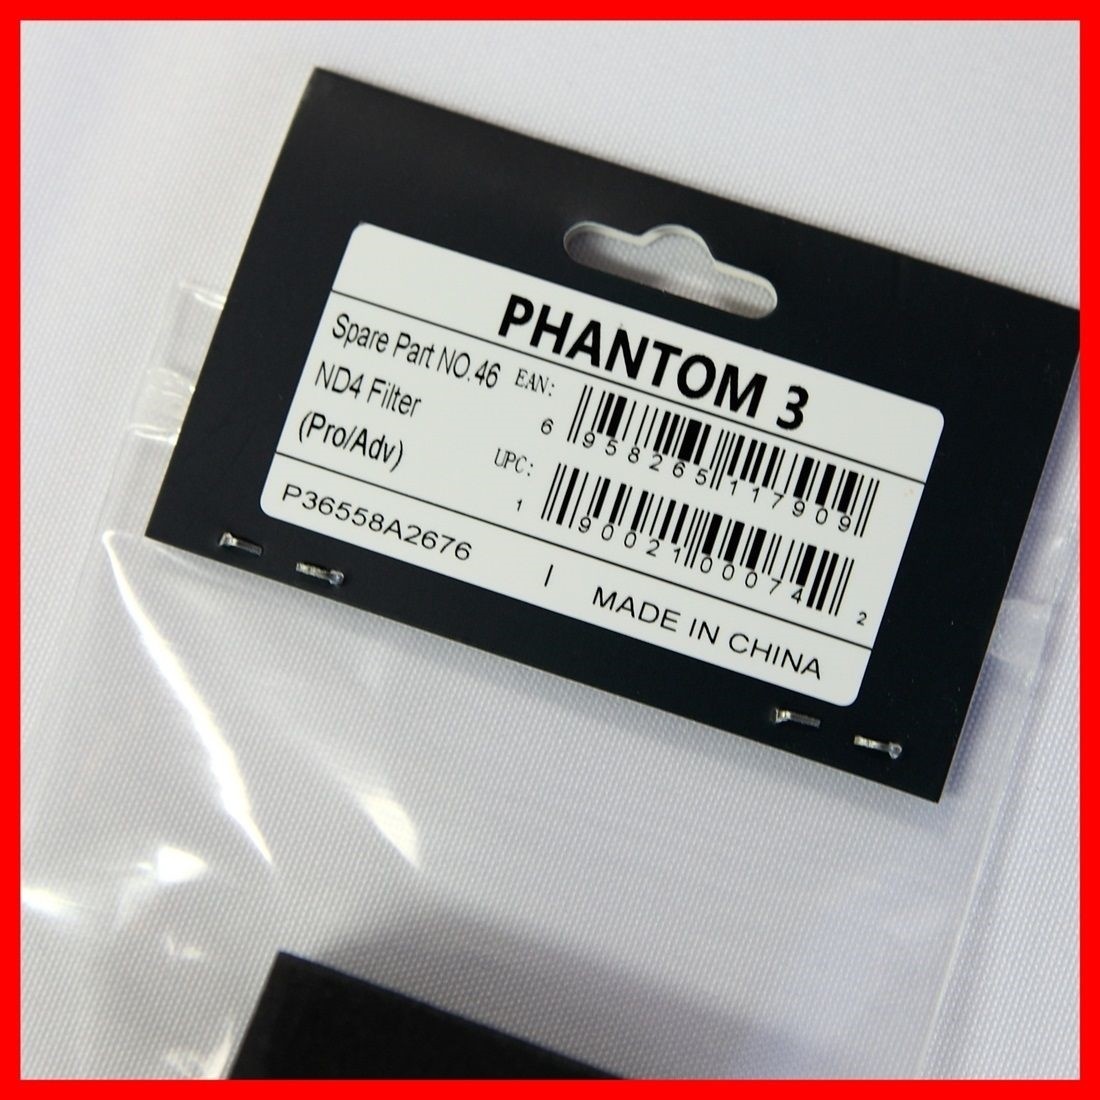 PHANTOM 3
Spare Part NO.46
ND4 Filter
(Pro/Adv)
EAN:
6 958265 117909
UPC:
1 90021 00074 2
P36558A2676
MADE IN CHINA